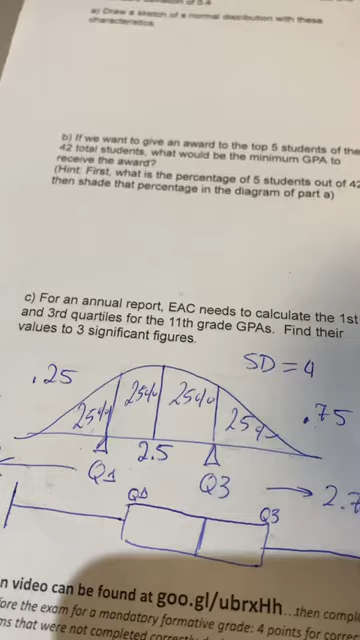 of 0.4
a) Draw a sketch of a normal distribution with these
characteristics
b) If we want to give an award to the top 5 students of the
42 total students, what would be the minimum GPA to
receive the award?
(Hint: First, what is the percentage of 5 students out of 42
then shade that percentage in the diagram of part a)
c) For an annual report, EAC needs to calculate the 1st
and 3rd quartiles for the 11th grade GPAs. Find their
values to 3 significant figures.
SD = 4
.25
25% 25% 25% 25%
.75
2.5
Q1 Q3 → 2.7
Q1 Q3
n video can be found at goo.gl/ubrxHh...then compl
fore the exam for a mandatory formative grade: 4 points for com
ms that were not completed correctly